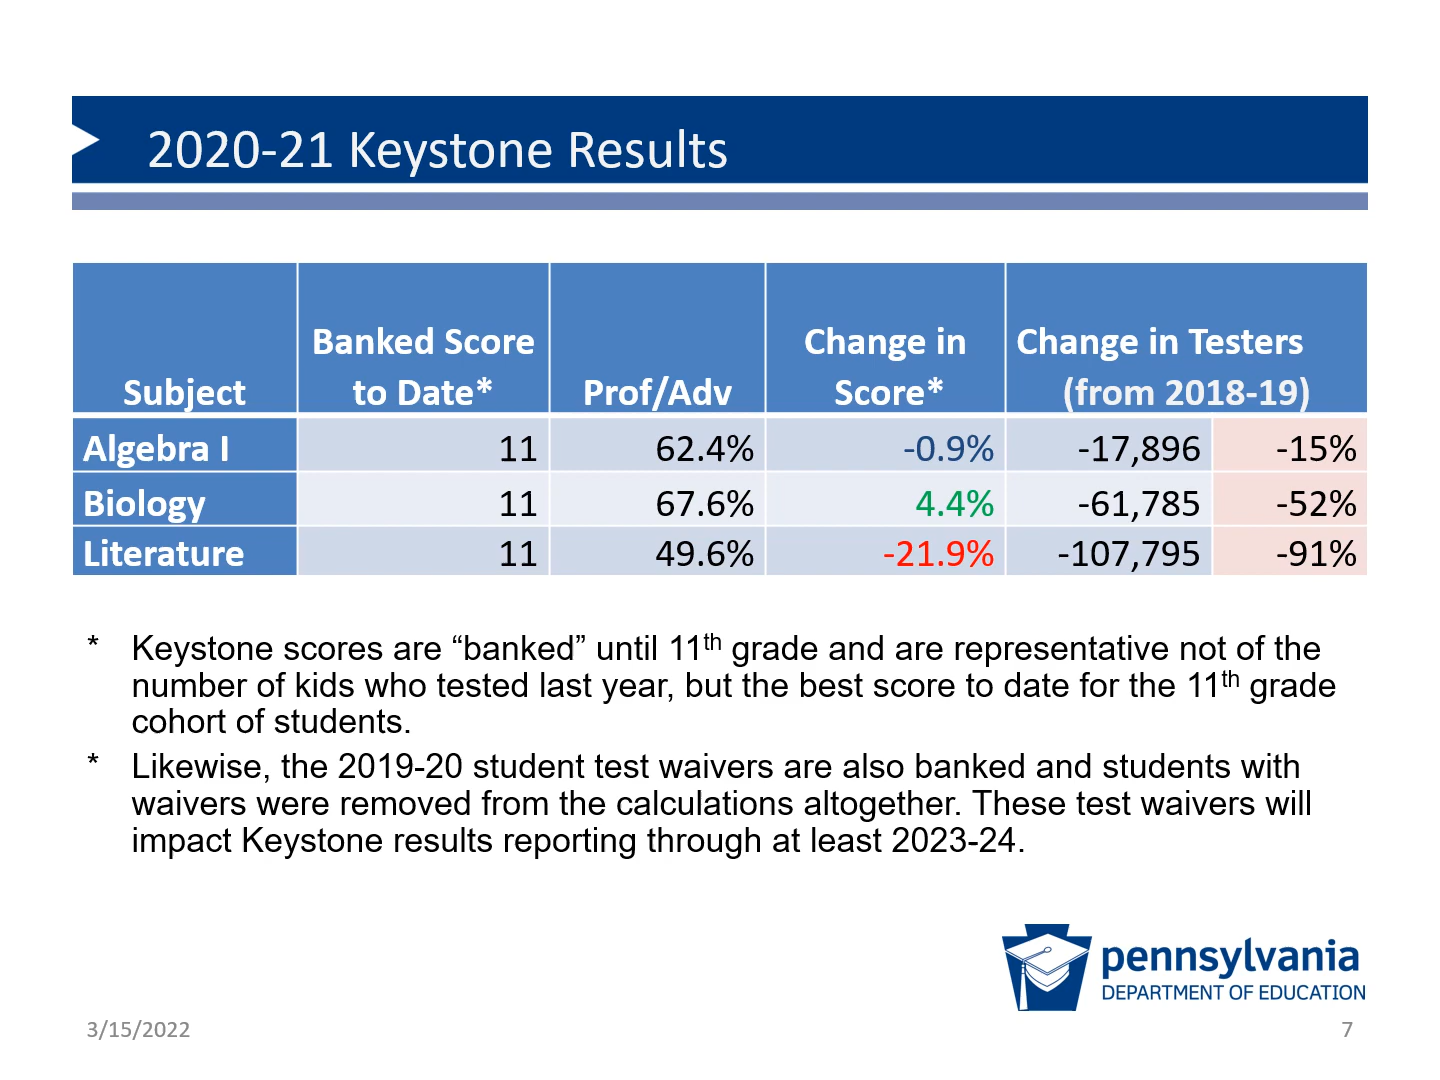 2020-21 Keystone Results
Subject Banked Score to Date* Prof/Adv Change in Score* Change in Testers (from 2018-19)
Algebra I 11 62.4% -0.9% -17,896 -15%
Biology 11 67.6% 4.4% -61,785 -52%
Literature 11 49.6% -21.9% -107,795 -91%
* Keystone scores are “banked” until 11th grade and are representative not of the
number of kids who tested last year, but the best score to date for the 11th grade
cohort of students.
* Likewise, the 2019-20 student test waivers are also banked and students with
waivers were removed from the calculations altogether. These test waivers will
impact Keystone results reporting through at least 2023-24.
pennsylvania
DEPARTMENT OF EDUCATION
3/15/2022 7